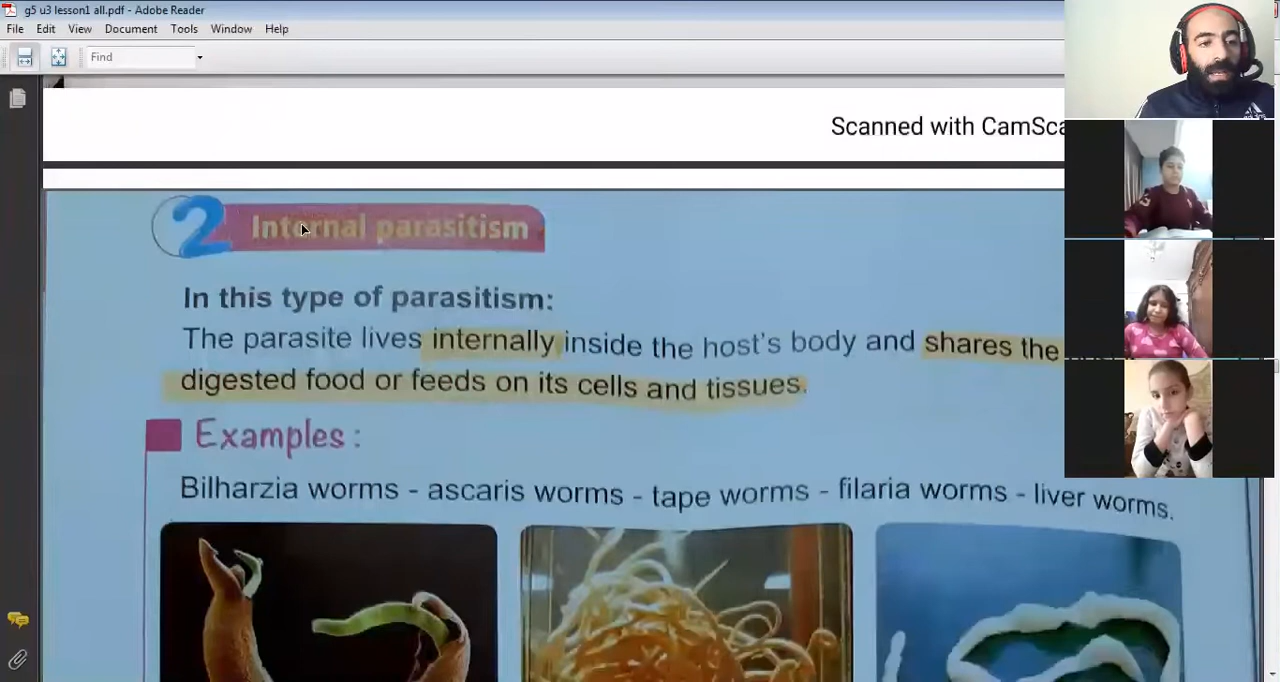 g5 u3 lesson1 all.pdf - Adobe Reader
File Edit View Document Tools Window Help
Find
Scanned with CamSca
2 Internal parasitism
In this type of parasitism:
The parasite lives internally inside the host's body and shares the
digested food or feeds on its cells and tissues.
Examples :
Bilharzia worms - ascaris worms - tape worms - filaria worms - liver worms.